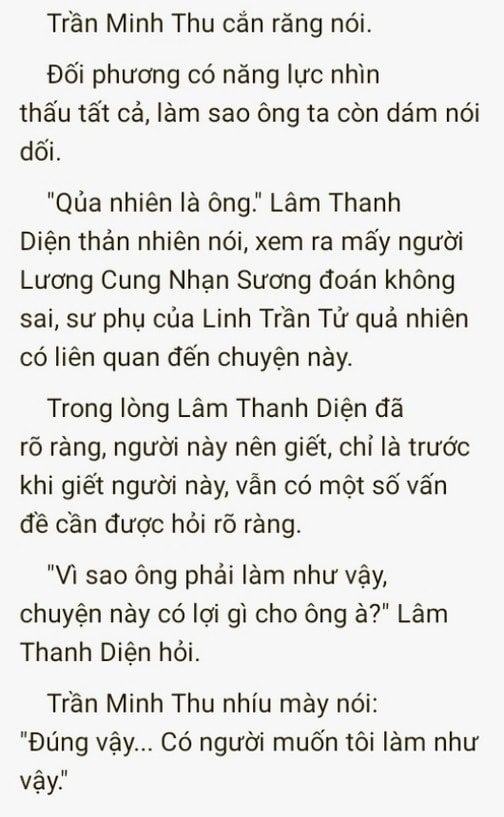 Trần Minh Thu cắn răng nói.
Đối phương có năng lực nhìn
thấu tất cả, làm sao ông ta còn dám nói
dối.
"Qủa nhiên là ông." Lâm Thanh
Diện thản nhiên nói, xem ra mấy người
Lương Cung Nhạn Sương đoán không
sai, sư phụ của Linh Trần Tử quả nhiên
có liên quan đến chuyện này.
Trong lòng Lâm Thanh Diện đã
rõ ràng, người này nên giết, chỉ là trước
khi giết người này, vẫn có một số vấn
đề cần được hỏi rõ ràng.
"Vì sao ông phải làm như vậy,
chuyện này có lợi gì cho ông à?" Lâm
Thanh Diện hỏi.
Trần Minh Thu nhíu mày nói:
"Đúng vậy... Có người muốn tôi làm như
vậy."